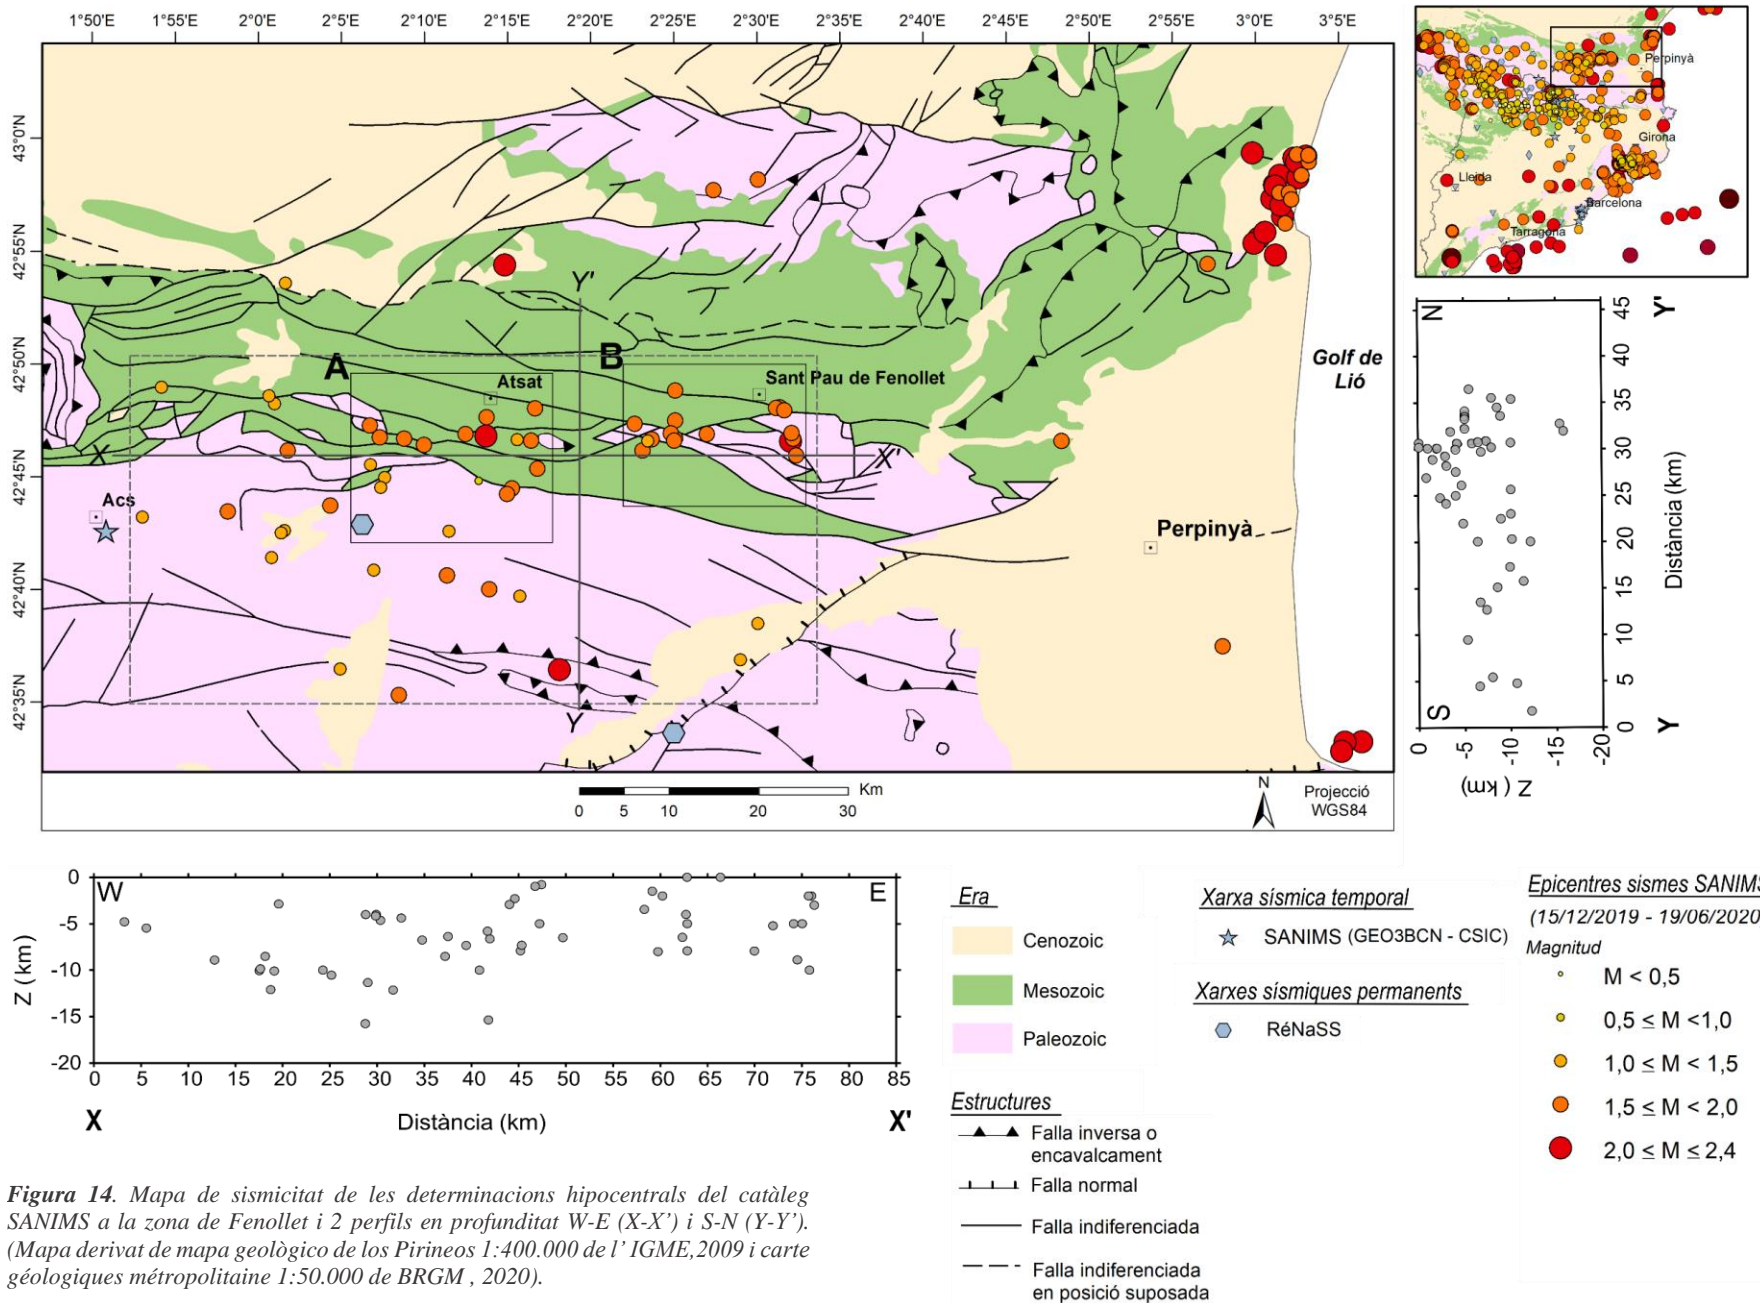 1°50'E 2°0'E 2°5'E 2°10'E 2°15'E 2°20'E 2°25'E 2°30'E 2°35'E 2°40'E 2°45'E 2°50'E 2°55'E 3°0'E 3°5'E
43°0'N
42°55'N
42°50'N
42°45'N
42°40'N
42°35'N
Y'
A
B
Atsat
Sant Pau de Fenollet
X
X'
Acs
Y
Golf de
Lió
Perpinyà
0 5 10 20 30
Km
N
Projecció
WGS84
Perpinyà
Girona
Lleida
Barcelona
Tarragona
N
S
0 5 10 15 20 25 30 35 40 45
Distància (km)
Y
Y'
0 -5 -10 -15 -20
Z ( km)
W
E
0
-5
-10
-15
-20
Z ( km)
0 5 10 15 20 25 30 35 40 45 50 55 60 65 70 75 80 85
X
Distància (km)
X'
Era
Cenozoic
Mesozoic
Paleozoic
Estructures
Falla inversa o
encavalcament
Falla normal
Falla indiferenciada
Falla indiferenciada
en posició suposada
Xarxa sísmica temporal
SANIMS (GEO3BCN - CSIC)
Xarxes sísmiques permanents
RéNaSS
Epicentres sismes SANIMS
(15/12/2019 - 19/06/2020
Magnitud
M < 0,5
0,5 ≤ M <1,0
1,0 ≤ M < 1,5
1,5 ≤ M < 2,0
2,0 ≤ M ≤ 2,4
Figura 14. Mapa de sismicitat de les determinacions hipocentrals del catàleg
SANIMS a la zona de Fenollet i 2 perfils en profunditat W-E (X-X') i S-N (Y-Y').
(Mapa derivat de mapa geològico de los Pirineos 1:400.000 de l' IGME,2009 i carte
géologiques métropolitaine 1:50.000 de BRGM , 2020).